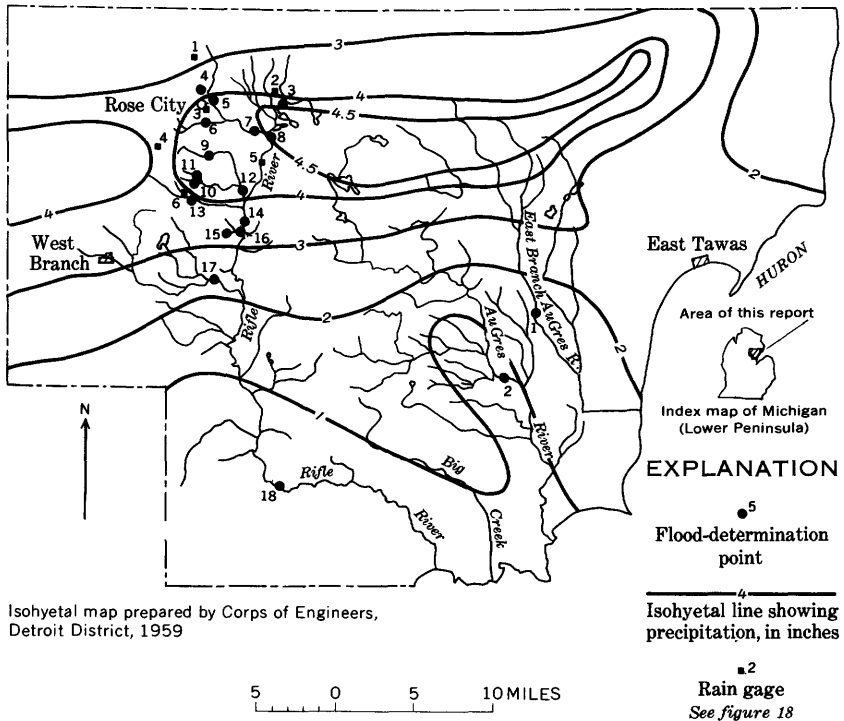 3
1
4
2
3
4
Rose City
5
3
6
4.5
7
8
4
9
5
4.5
11
12
River
10
6
13
4
4
2
14
15
16
3
West
Branch
17
East Branch AuGres R.
East Tawas
HURON
Rifle
2
AuGres
1
2
Area of this report
2
River
Index map of Michigan
(Lower Peninsula)
N
1
Big
Rifle
18
River
Creek
EXPLANATION
5
Flood-determination
point
4
Isohyetal line showing
precipitation, in inches
2
Rain gage
See figure 18
Isohyetal map prepared by Corps of Engineers,
Detroit District, 1959
5 0 5 10 MILES